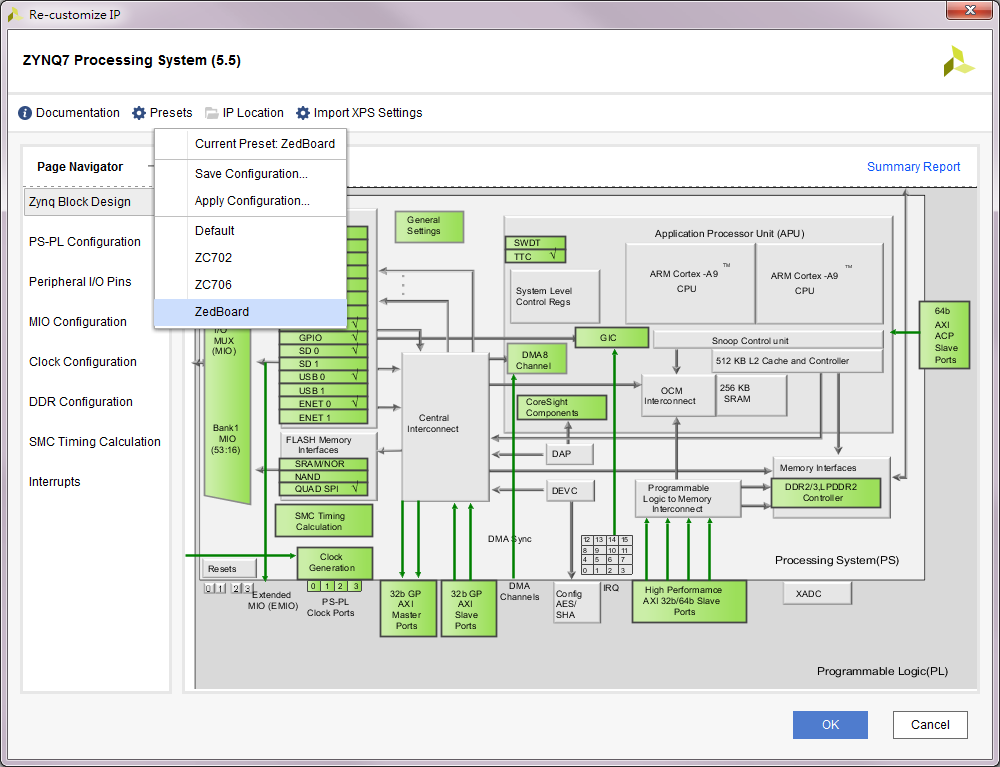 Re-customize IP
ZYNQ7 Processing System (5.5)
Documentation
Presets
IP Location
Import XPS Settings
Current Preset: ZedBoard
Save Configuration...
Apply Configuration...
Default
ZC702
ZC706
ZedBoard
Page Navigator
Zynq Block Design
PS-PL Configuration
Peripheral I/O Pins
MIO Configuration
Clock Configuration
DDR Configuration
SMC Timing Calculation
Interrupts
Summary Report
General
Settings
Application Processor Unit (APU)
SWDT
TTC √
System Level
Control Regs
ARM Cortex -A9 ™
CPU
ARM Cortex -A9 ™
CPU
64b
AXI
ACP
Slave
Ports
I/O
MUX
(MIO)
√
GPIO √
SD 0 √
SD 1
USB 0 √
USB 1
ENET 0 √
ENET 1
GIC
Snoop Control unit
DMA8
Channel
512 KB L2 Cache and Controller
OCM
Interconnect
256 KB
SRAM
CoreSight
Components
Central
Interconnect
Bank1
MIO
(53:16)
FLASH Memory
Interfaces
SRAM/NOR
NAND
QUAD SPI √
DAP
DEVC
Memory Interfaces
DDR2/3,LPDDR2
Controller
Programmable
Logic to Memory
Interconnect
SMC Timing
Calculation
DMA Sync
12 13 14 15
8 9 10 11
4 5 6 7
0 1 2 3
Clock
Generation
Resets
0 1 2 3
0 1 2 3
Processing System(PS)
Extended
MIO (EMIO)
PS-PL
Clock Ports
32b GP
AXI
Master
Ports
32b GP
AXI
Slave
Ports
DMA
Channels
Config
AES/
SHA
IRQ
High Performamce
AXI 32b/64b Slave
Ports
XADC
Programmable Logic(PL)
OK
Cancel